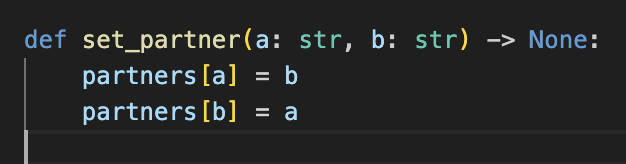 def set_partner(a: str, b: str) -> None:
    partners[a] = b
    partners[b] = a